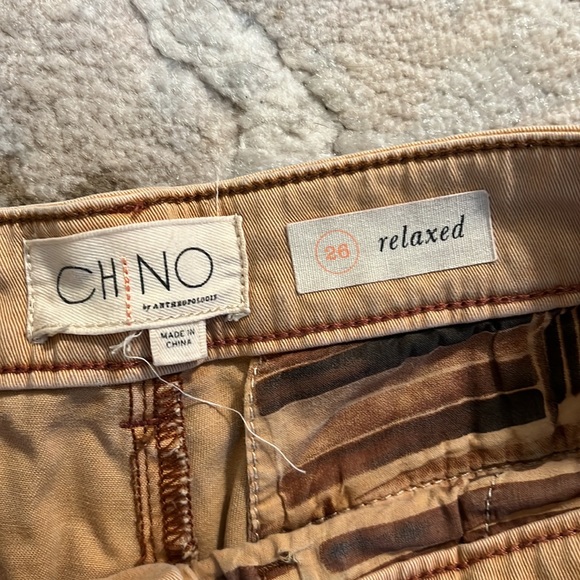 CHINO
by ANTHROPOLOGIE
MADE IN
CHINA
26 relaxed